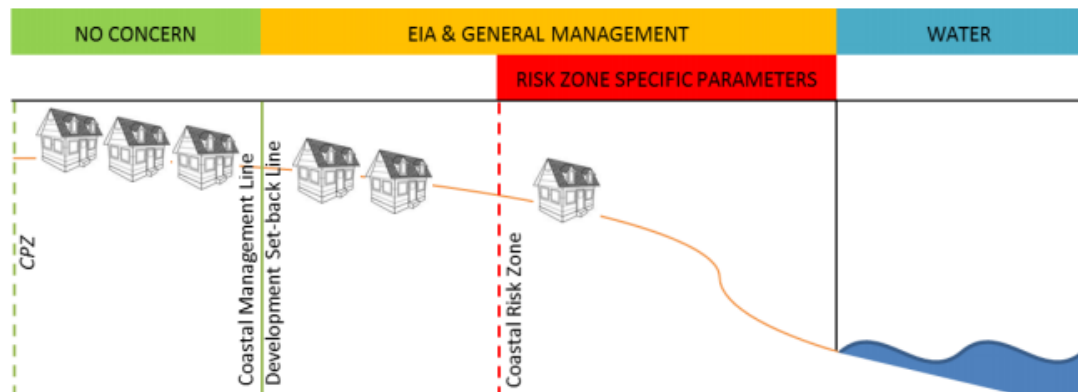 NO CONCERN
EIA & GENERAL MANAGEMENT
WATER
RISK ZONE SPECIFIC PARAMETERS
CPZ
Coastal Management Line
Development Set-back Line
Coastal Risk Zone